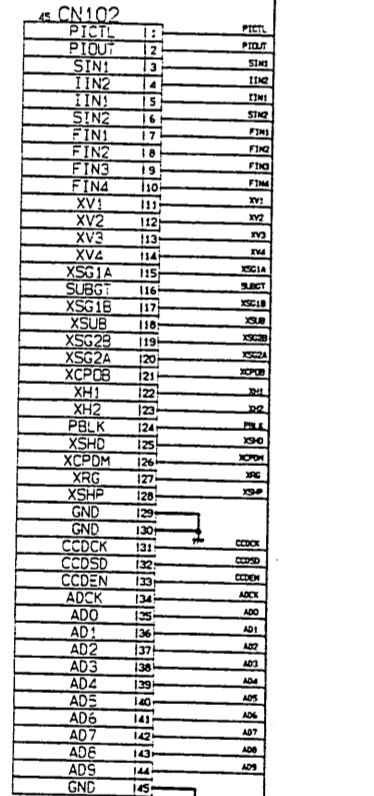 45 CN102
PICTL 1 PICTL
PIOUT 2 PIOUT
SIN1 3 SIN1
IIN2 4 IIN2
IIN1 5 IIN1
SIN2 6 SIN2
FIN1 7 FIN1
FIN2 8 FIN2
FIN3 9 FIN3
FIN4 10 FIN4
XV1 11 XV1
XV2 12 XV2
XV3 13 XV3
XV4 14 XV4
XSG1A 15 XSG1A
SUBGT 16 SUBGT
XSG1B 17 XSG1B
XSUB 18 XSUB
XSG2B 19 XSG2B
XSG2A 20 XSG2A
XCPOB 21 XCPOB
XH1 22 XH1
XH2 23 XH2
PBLK 24 PBLK
XSHD 25 XSHD
XCPDM 26 XCPDM
XRG 27 XRG
XSHP 28 XSHP
GND 29
GND 30
CCDCK 31 CCDCK
CCDSD 32 CCDSD
CCDEN 33 CCDEN
ADCK 34 ADCK
AD0 35 AD0
AD1 36 AD1
AD2 37 AD2
AD3 38 AD3
AD4 39 AD4
AD5 40 AD5
AD6 41 AD6
AD7 42 AD7
AD8 43 AD8
AD9 44 AD9
GND 45